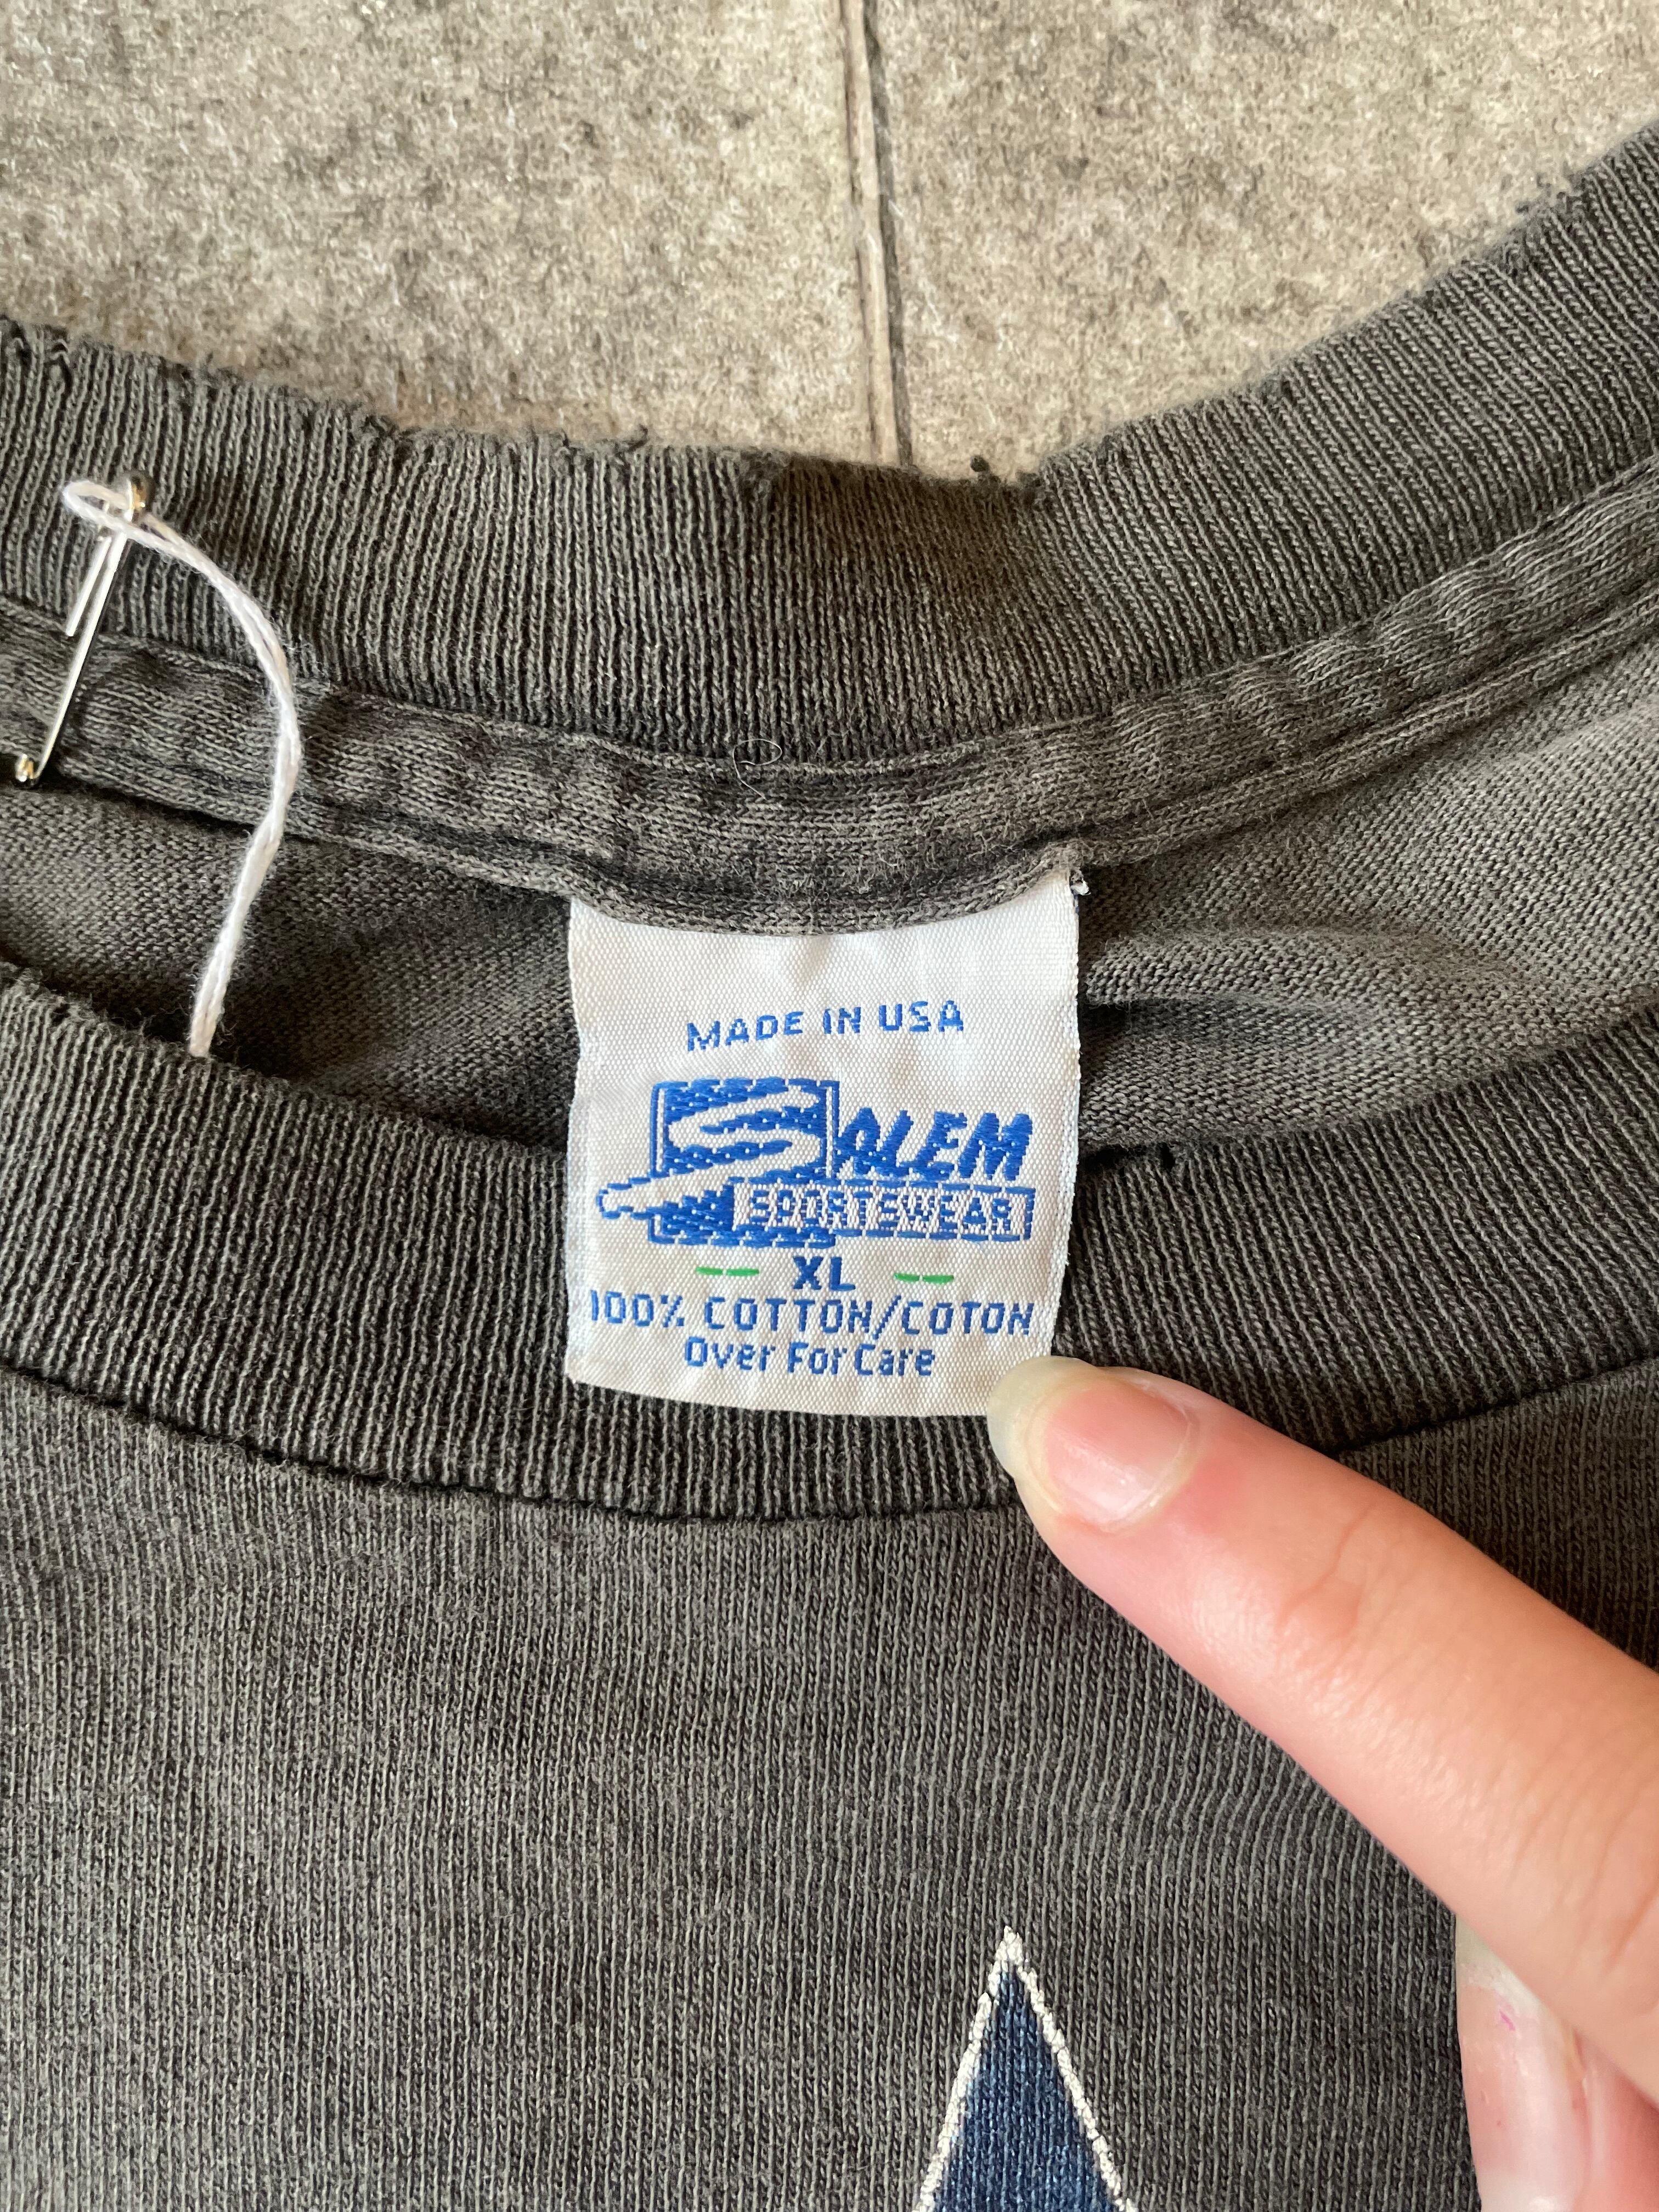 MADE IN USA
SALEM
SPORTSWEAR
XL
100% COTTON/COTON
Over For Care